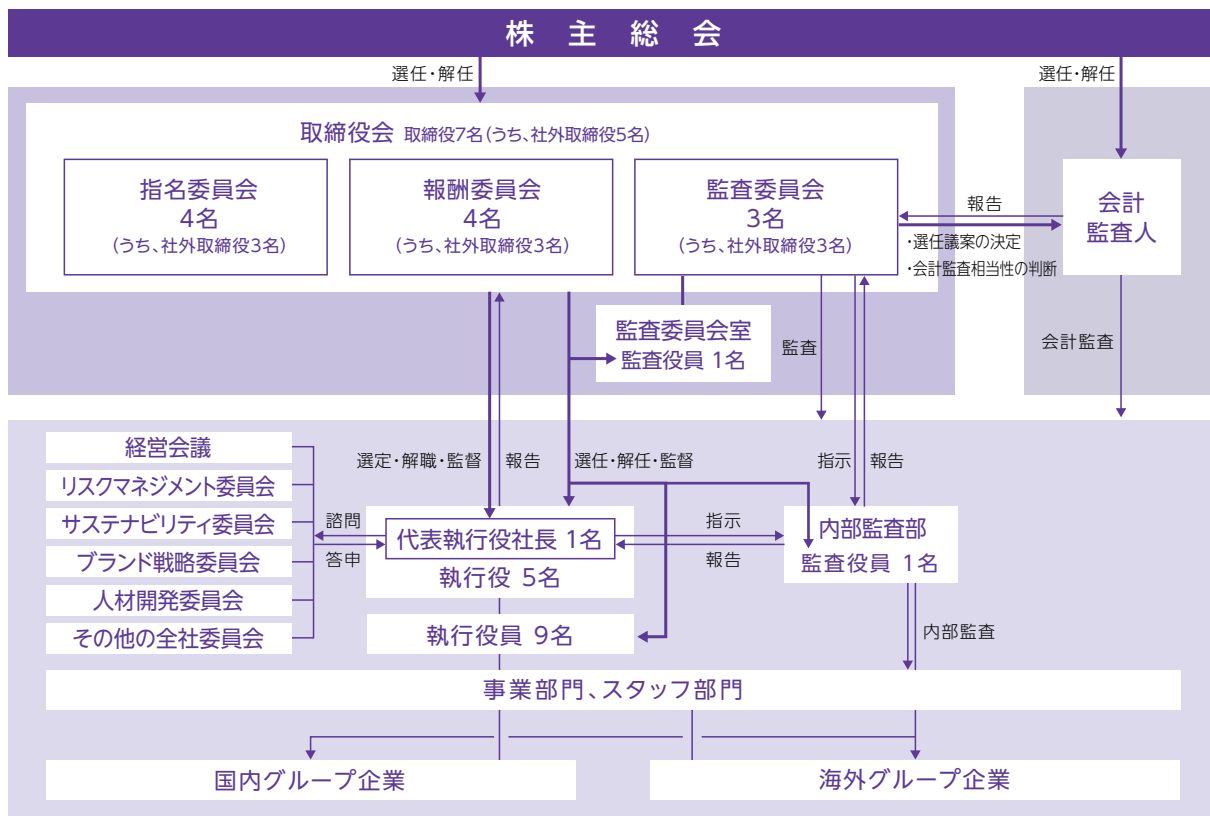 株主総会
選任・解任
選任・解任
取締役会 取締役7名(うち、社外取締役5名)
指名委員会
4名
(うち、社外取締役3名)
報酬委員会
4名
(うち、社外取締役3名)
監査委員会
3名
(うち、社外取締役3名)
報告
・選任議案の決定
・会計監査相当性の判断
会計
監査人
監査委員会室
監査役員 1名
監査
会計監査
経営会議
リスクマネジメント委員会
サステナビリティ委員会
ブランド戦略委員会
人材開発委員会
その他の全社委員会
選定・解職・監督
報告
選任・解任・監督
指示
報告
諮問
答申
代表執行役社長 1名
執行役 5名
執行役員 9名
指示
報告
内部監査部
監査役員 1名
内部監査
事業部門、スタッフ部門
国内グループ企業
海外グループ企業